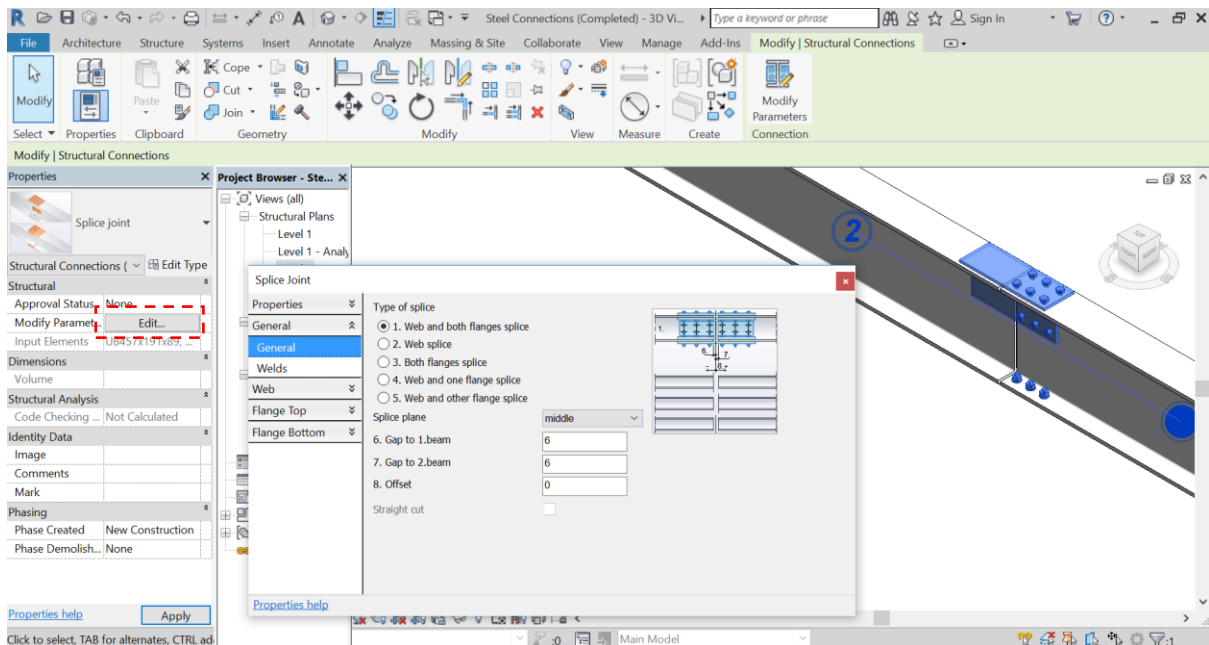 Steel Connections (Completed) - 3D Vi...
Type a keyword or phrase
Sign In
File Architecture Structure Systems Insert Annotate Analyze Massing & Site Collaborate View Manage Add-Ins Modify | Structural Connections
Modify
Paste
Cope
Cut
Join
Modify
Parameters
Select Properties Clipboard Geometry Modify View Measure Create Connection
Modify | Structural Connections
Properties
Splice joint
Structural Connections (
Edit Type
Structural
Approval Status None
Modify Paramet... Edit...
Input Elements UB457x191x89, ...
Dimensions
Volume
Structural Analysis
Code Checking ... Not Calculated
Identity Data
Image
Comments
Mark
Phasing
Phase Created New Construction
Phase Demolish... None
Properties help
Apply
Click to select, TAB for alternates, CTRL ad
Project Browser - Ste...
Views (all)
Structural Plans
Level 1
Level 1 - Analy
Splice Joint
Properties
General
General
Welds
Web
Flange Top
Flange Bottom
Type of splice
1. Web and both flanges splice
2. Web splice
3. Both flanges splice
4. Web and one flange splice
5. Web and other flange splice
Splice plane middle
6. Gap to 1.beam 6
7. Gap to 2.beam 6
8. Offset 0
Straight cut
1.
6
7.
8
Properties help
2
TOP
:0
Main Model
:1